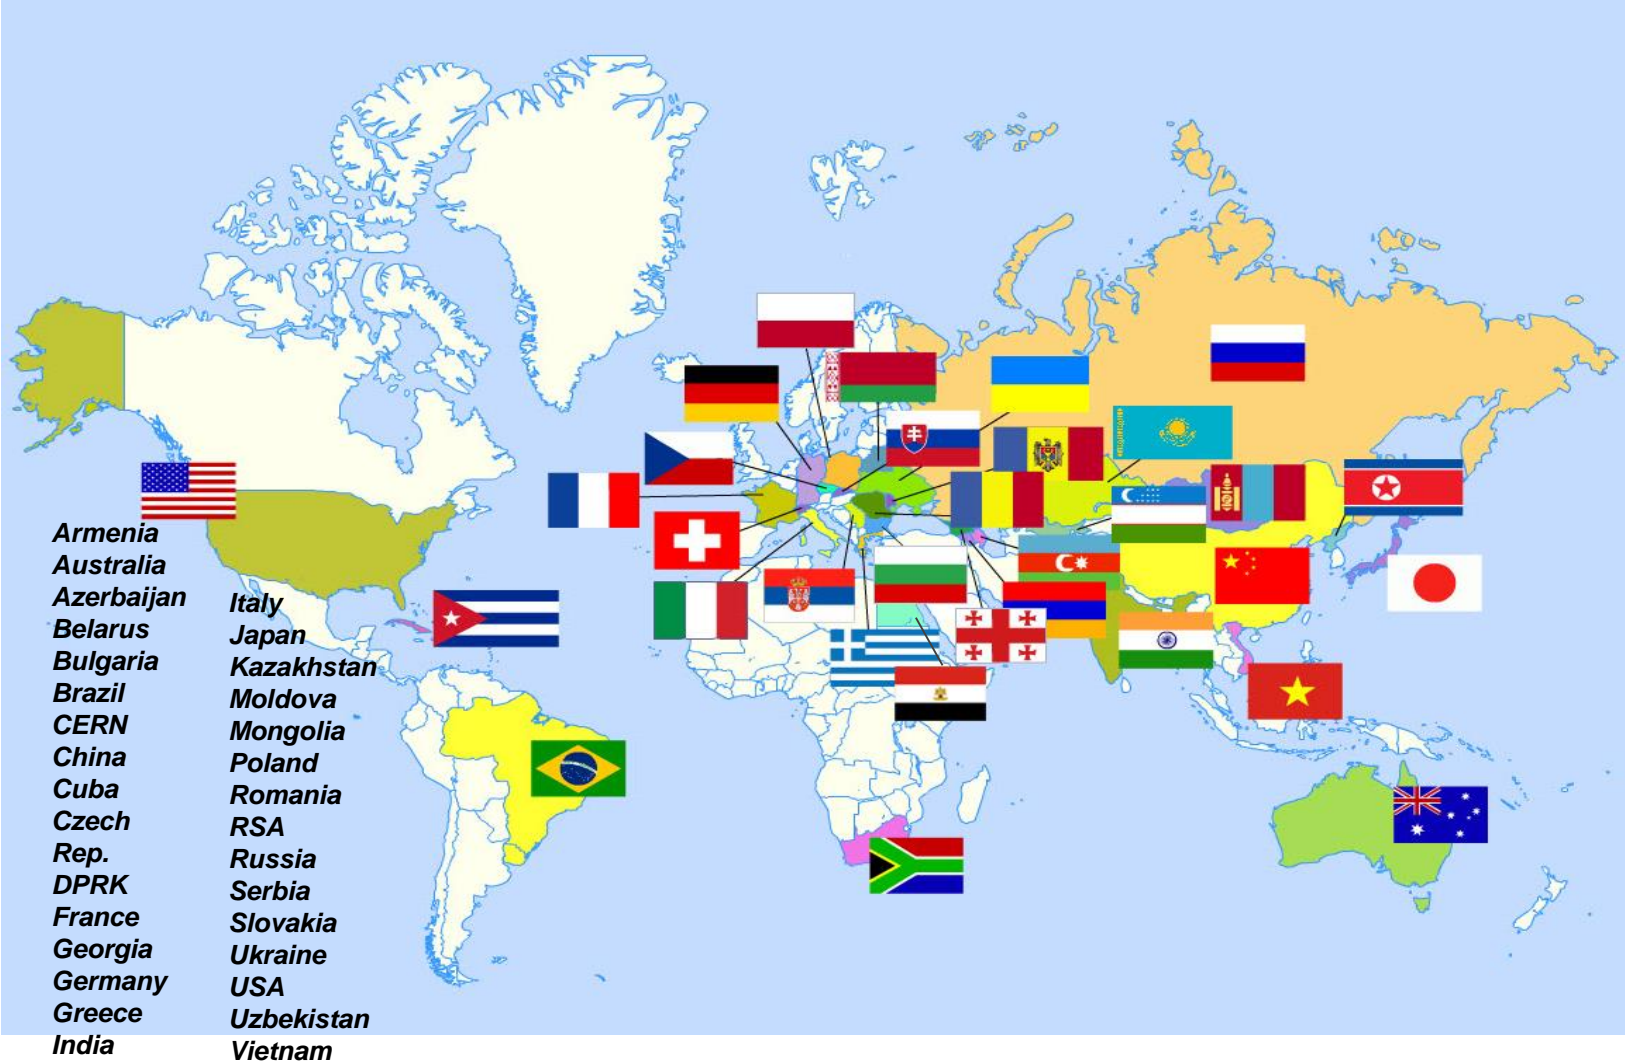 Armenia
Australia
Azerbaijan
Belarus
Bulgaria
Brazil
CERN
China
Cuba
Czech
Rep.
DPRK
France
Georgia
Germany
Greece
India
Italy
Japan
Kazakhstan
Moldova
Mongolia
Poland
Romania
RSA
Russia
Serbia
Slovakia
Ukraine
USA
Uzbekistan
Vietnam